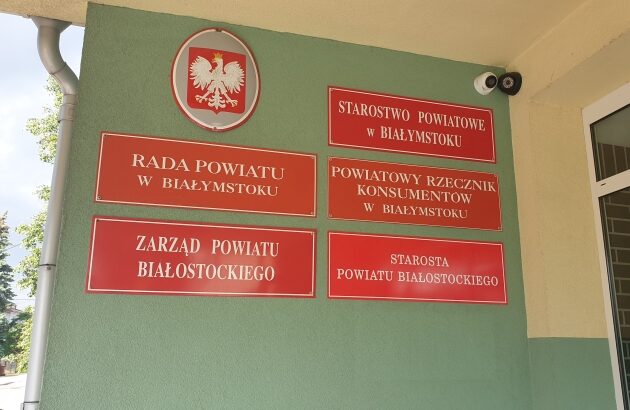 STAROSTWO POWIATOWE
w BIAŁYMSTOKU
RADA POWIATU
W BIAŁYMSTOKU
POWIATOWY RZECZNIK
KONSUMENTÓW
W BIAŁYMSTOKU
ZARZĄD POWIATU
BIAŁOSTOCKIEGO
STAROSTA
POWIATU BIAŁOSTOCKIEGO